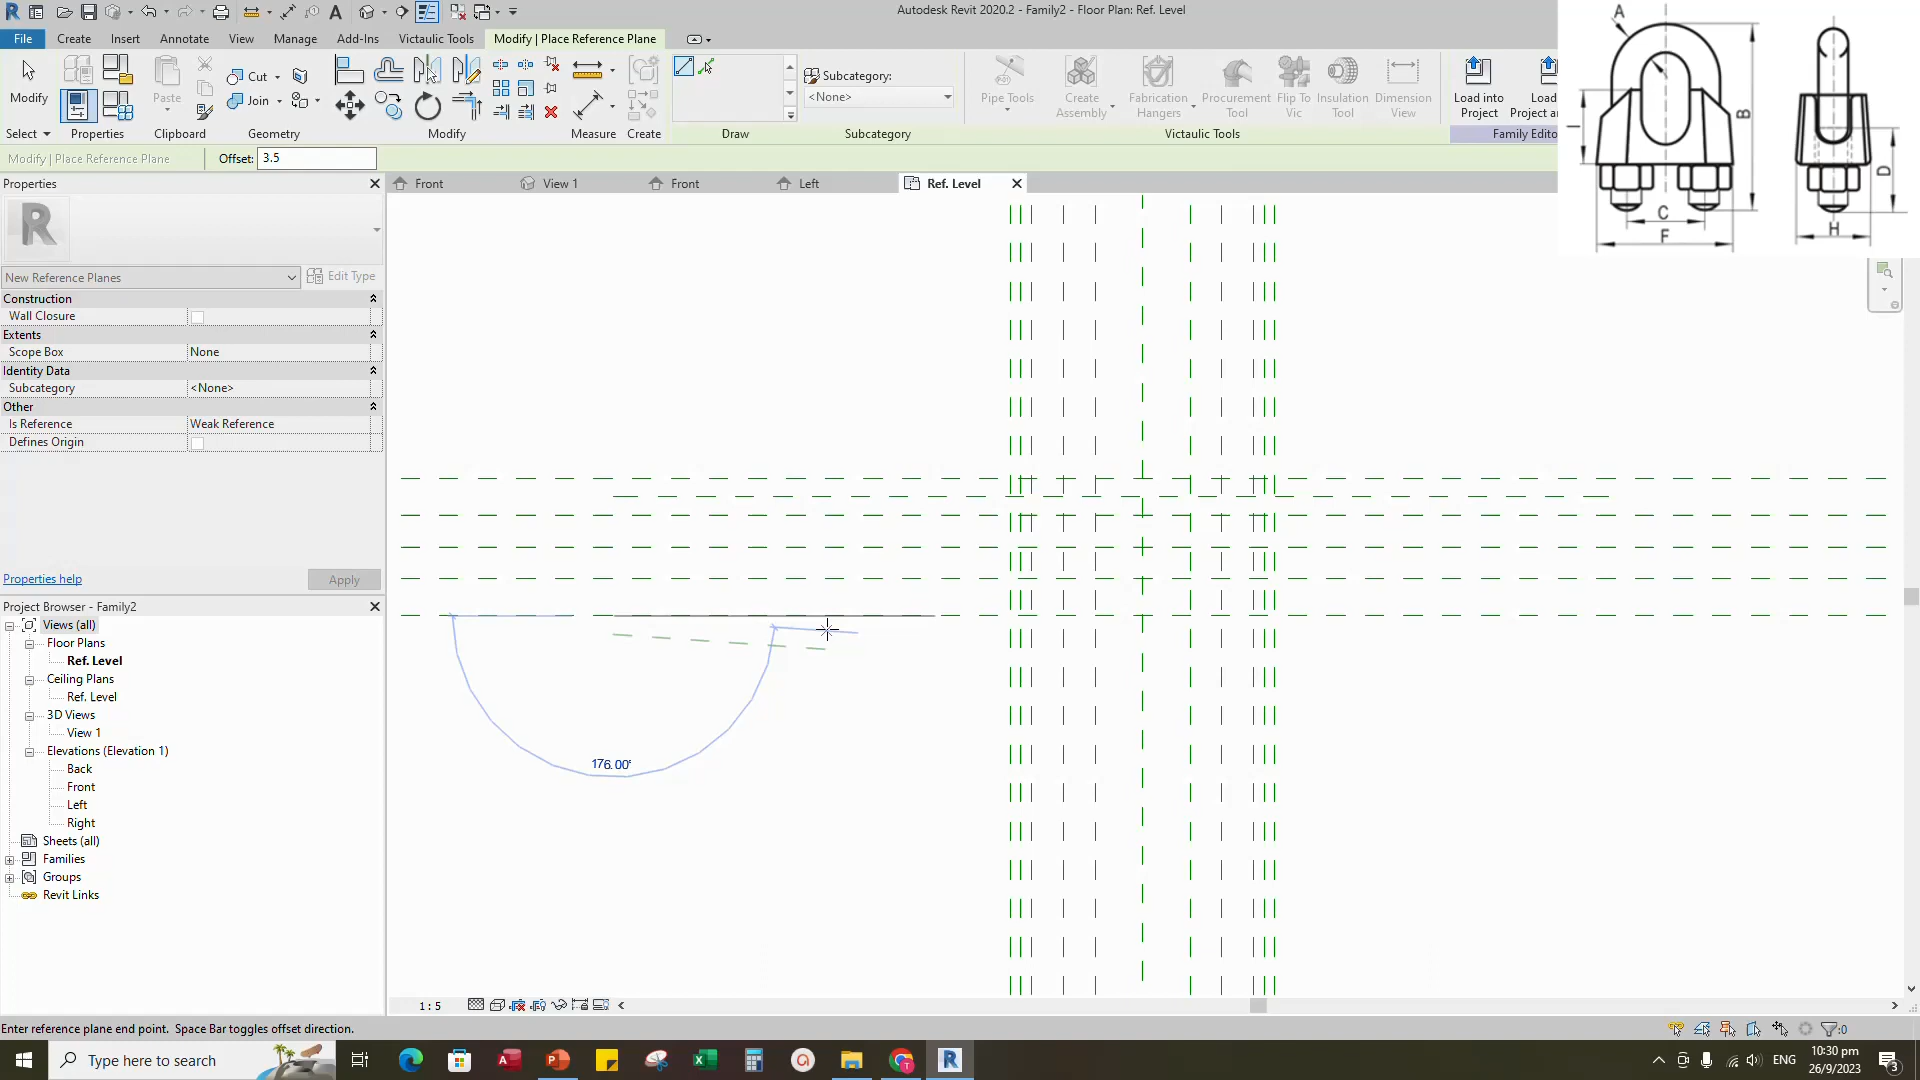 Autodesk Revit 2020.2 - Family2 - Floor Plan: Ref. Level
File Create Insert Annotate View Manage Add-Ins Victaulic Tools Modify | Place Reference Plane
Modify Paste Cut Join Subcategory: <None> Pipe Tools Create Assembly Fabrication Hangers Procurement Tool Flip To Vic Insulation Tool Dimension View Load into Project Load Project an
Select Properties Clipboard Geometry Modify Measure Create Draw Subcategory Victaulic Tools Family Edito
Modify | Place Reference Plane Offset: 3.5
Properties
Front View 1 Front Left Ref. Level
R
New Reference Planes Edit Type
Construction
Wall Closure
Extents
Scope Box None
Identity Data
Subcategory <None>
Other
Is Reference Weak Reference
Defines Origin
Properties help Apply
Project Browser - Family2
Views (all)
Floor Plans
Ref. Level
Ceiling Plans
Ref. Level
3D Views
View 1
Elevations (Elevation 1)
Back
Front
Left
Right
Sheets (all)
Families
Groups
Revit Links
A
B
I
C
F
D
H
176.00°
1 : 5
Enter reference plane end point. Space Bar toggles offset direction.
:0
Type here to search
ENG
10:30 pm
26/9/2023
3